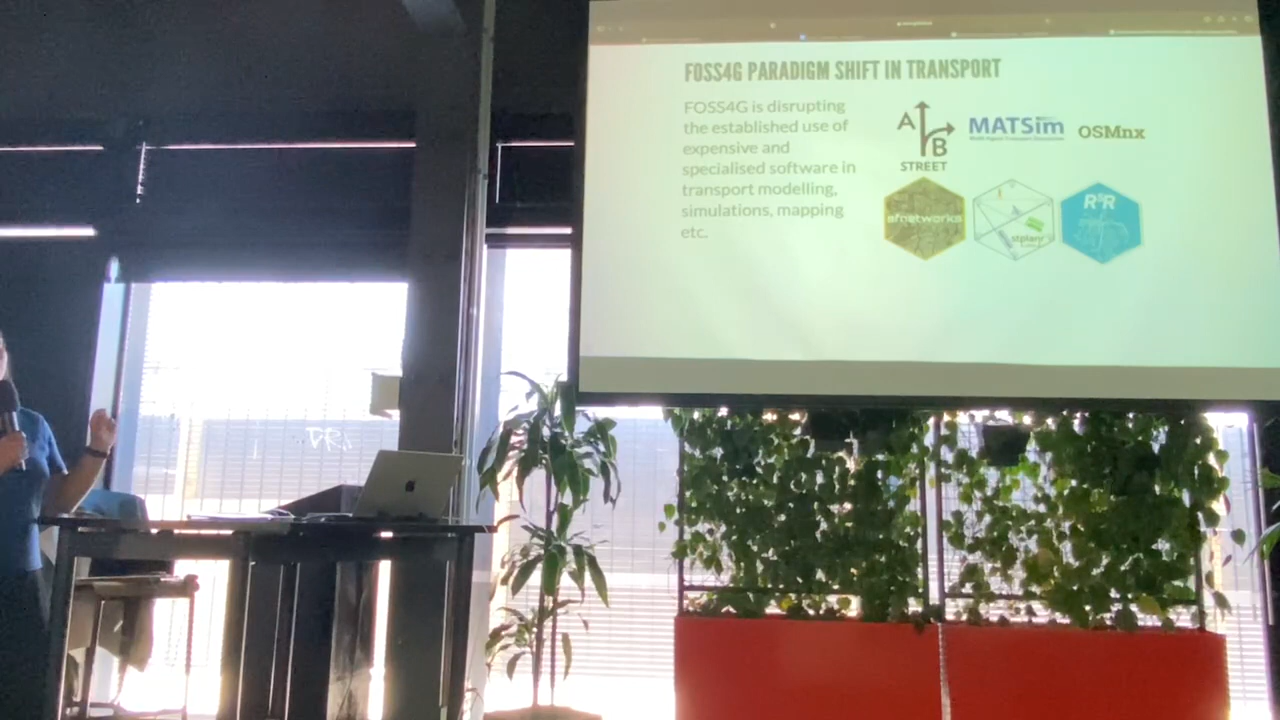 FOSS4G PARADIGM SHIFT IN TRANSPORT
FOSS4G is disrupting
the established use of
expensive and
specialised software in
transport modelling,
simulations, mapping
etc.
A
B
STREET
MATSim
OSMnx
sfnetworks
stplanr
R5R
DRA